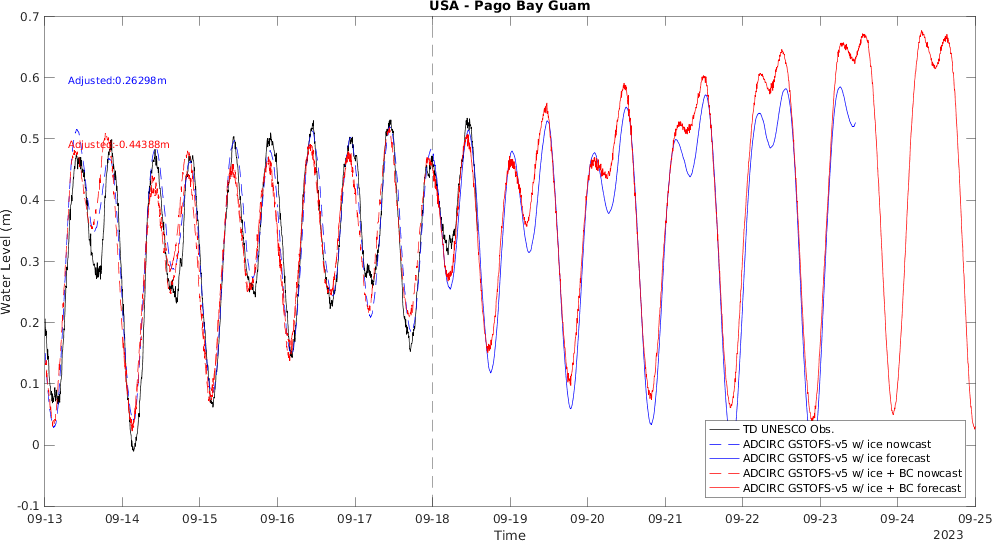 USA - Pago Bay Guam
0.7
0.6
0.5
0.4
0.3
0.2
0.1
0
-0.1
Water Level (m)
Adjusted:0.26298m
Adjusted:-0.44388m
TD UNESCO Obs.
ADCIRC GSTOFS-v5 w/ ice nowcast
ADCIRC GSTOFS-v5 w/ ice forecast
ADCIRC GSTOFS-v5 w/ ice + BC nowcast
ADCIRC GSTOFS-v5 w/ ice + BC forecast
09-13 09-14 09-15 09-16 09-17 09-18 09-19 09-20 09-21 09-22 09-23 09-24 09-25
Time
2023